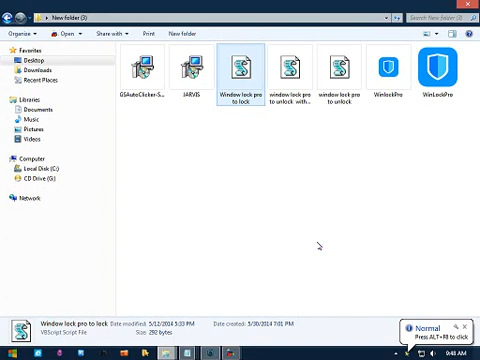 New folder (3)
Search New folder (3)
Organize
Open
Share with
Print
New folder
Favorites
Desktop
Downloads
Recent Places
Libraries
Documents
Music
Pictures
Videos
Computer
Local Disk (C:)
CD Drive (G:)
Network
GSAutoClicker-S...
JARVIS
Window lock pro
to lock
window lock pro
to unlock with...
window lock pro
to unlock
WinlockPro
WinLockPro
Window lock pro to lock Date modified: 5/12/2014 5:33 PM Date created: 5/30/2014 7:01 PM
VBScript Script File Size: 292 bytes
Normal
Press ALT+F8 to click
9:48 AM